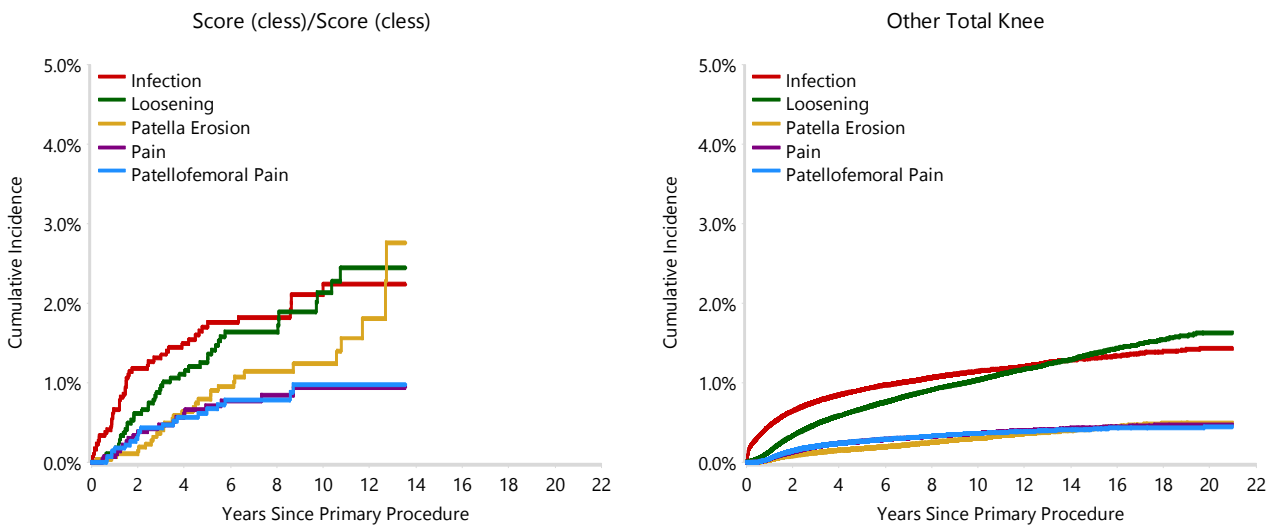 Score (cless)/Score (cless)
5.0%
4.0%
3.0%
2.0%
1.0%
0.0%
Cumulative Incidence
Infection
Loosening
Patella Erosion
Pain
Patellofemoral Pain
0 2 4 6 8 10 12 14 16 18 20 22
Years Since Primary Procedure
Other Total Knee
5.0%
4.0%
3.0%
2.0%
1.0%
0.0%
Cumulative Incidence
Infection
Loosening
Patella Erosion
Pain
Patellofemoral Pain
0 2 4 6 8 10 12 14 16 18 20 22
Years Since Primary Procedure